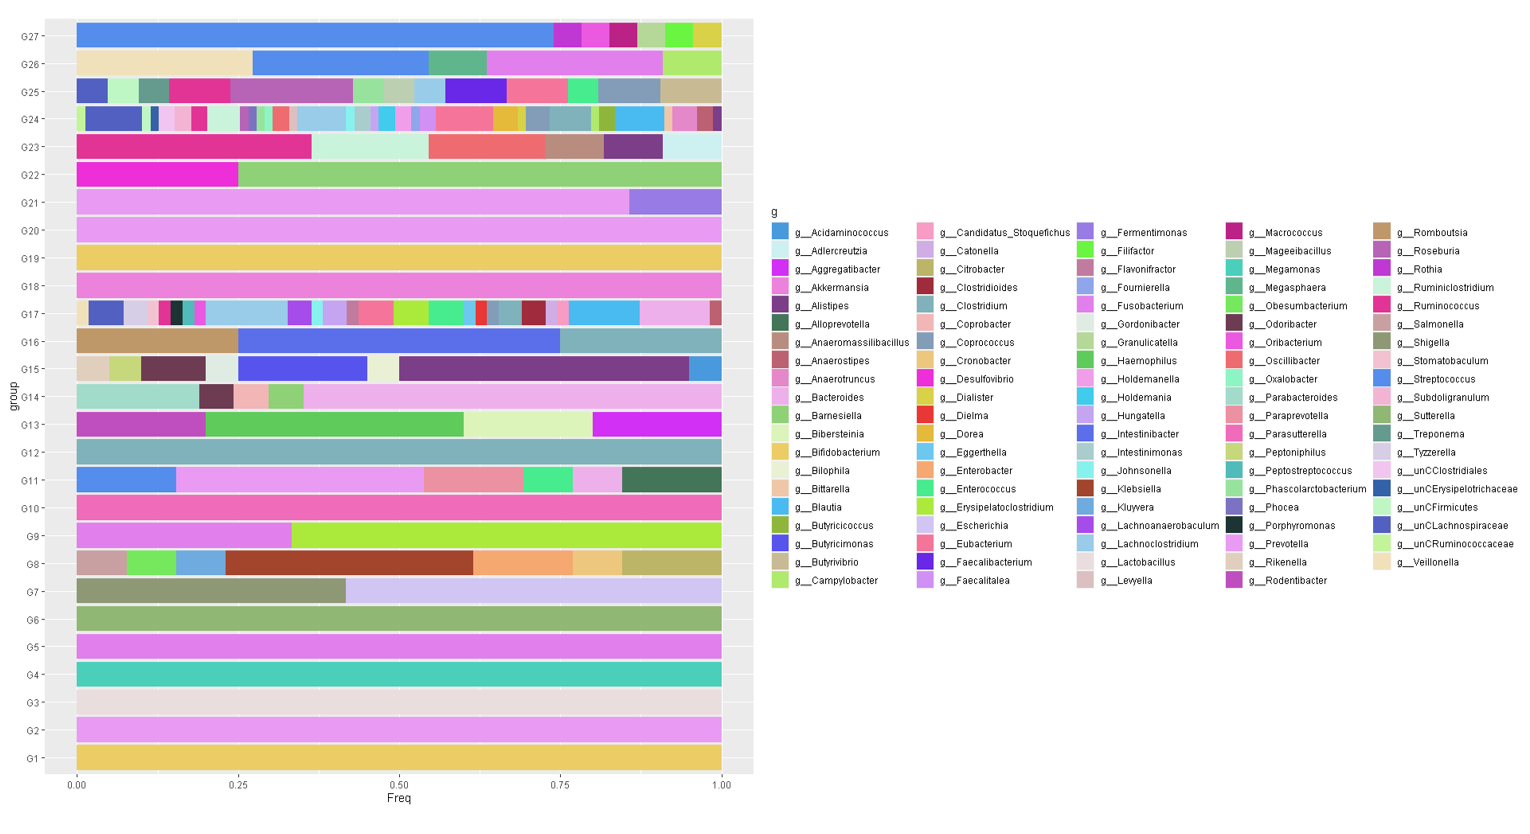 G27
G26
G25
G24
G23
G22
G21
G20
G19
G18
G17
G16
G15
G14
G13
G12
G11
G10
G9
G8
G7
G6
G5
G4
G3
G2
G1
group
0.00 0.25 0.50 0.75 1.00
Freq
g
g__Acidaminococcus
g__Adlercreutzia
g__Aggregatibacter
g__Akkermansia
g__Alistipes
g__Alloprevotella
g__Anaeromassilibacillus
g__Anaerostipes
g__Anaerotruncus
g__Bacteroides
g__Barnesiella
g__Bibersteinia
g__Bifidobacterium
g__Bilophila
g__Bittarella
g__Blautia
g__Butyricicoccus
g__Butyricimonas
g__Butyrivibrio
g__Campylobacter
g__Candidatus_Stoquefichus
g__Catonella
g__Citrobacter
g__Clostridioides
g__Clostridium
g__Coprobacter
g__Coprococcus
g__Cronobacter
g__Desulfovibrio
g__Dialister
g__Dielma
g__Dorea
g__Eggerthella
g__Enterobacter
g__Enterococcus
g__Erysipelatoclostridium
g__Escherichia
g__Eubacterium
g__Faecalibacterium
g__Faecalitalea
g__Fermentimonas
g__Filifactor
g__Flavonifractor
g__Fournierella
g__Fusobacterium
g__Gordonibacter
g__Granulicatella
g__Haemophilus
g__Holdemanella
g__Holdemania
g__Hungatella
g__Intestinibacter
g__Intestinimonas
g__Johnsonella
g__Klebsiella
g__Kluyvera
g__Lachnoanaerobaculum
g__Lachnoclostridium
g__Lactobacillus
g__Levyella
g__Macrococcus
g__Mageeibacillus
g__Megamonas
g__Megasphaera
g__Obesumbacterium
g__Odoribacter
g__Oribacterium
g__Oscillibacter
g__Oxalobacter
g__Parabacteroides
g__Paraprevotella
g__Parasutterella
g__Peptoniphilus
g__Peptostreptococcus
g__Phascolarctobacterium
g__Phocea
g__Porphyromonas
g__Prevotella
g__Rikenella
g__Rodentibacter
g__Romboutsia
g__Roseburia
g__Rothia
g__Ruminiclostridium
g__Ruminococcus
g__Salmonella
g__Shigella
g__Stomatobaculum
g__Streptococcus
g__Subdoligranulum
g__Sutterella
g__Treponema
g__Tyzzerella
g__unCClostridiales
g__unCErysipelotrichaceae
g__unCFirmicutes
g__unCLachnospiraceae
g__unCRuminococcaceae
g__Veillonella